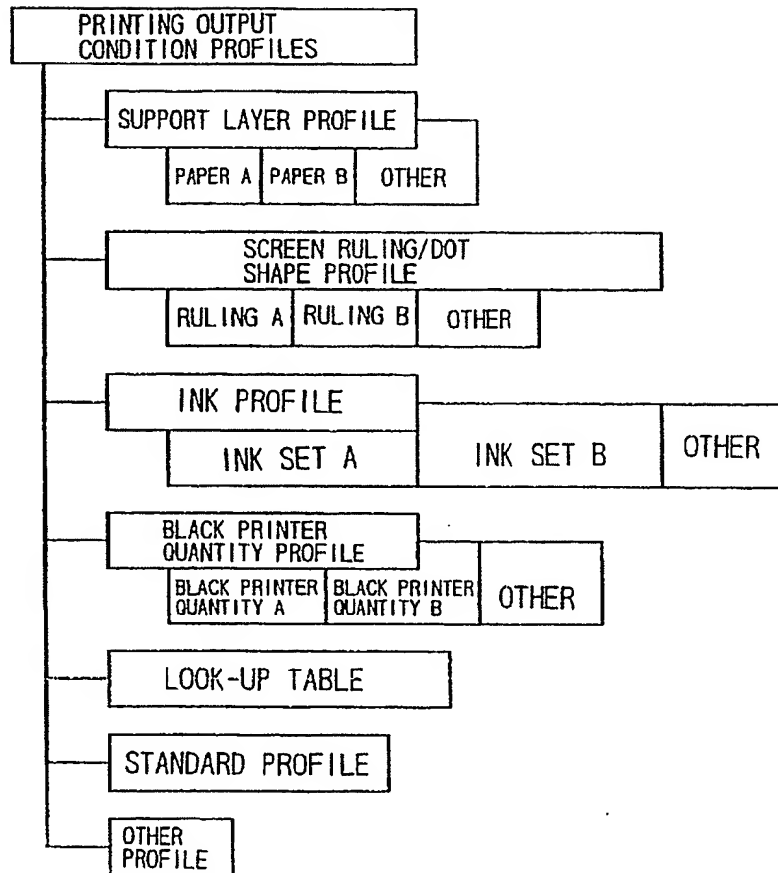 PRINTING OUTPUT
CONDITION PROFILES
SUPPORT LAYER PROFILE
PAPER A PAPER B OTHER
SCREEN RULING/DOT
SHAPE PROFILE
RULING A RULING B OTHER
INK PROFILE
INK SET A INK SET B OTHER
BLACK PRINTER
QUANTITY PROFILE
BLACK PRINTER
QUANTITY A
BLACK PRINTER
QUANTITY B
OTHER
LOOK-UP TABLE
STANDARD PROFILE
OTHER
PROFILE